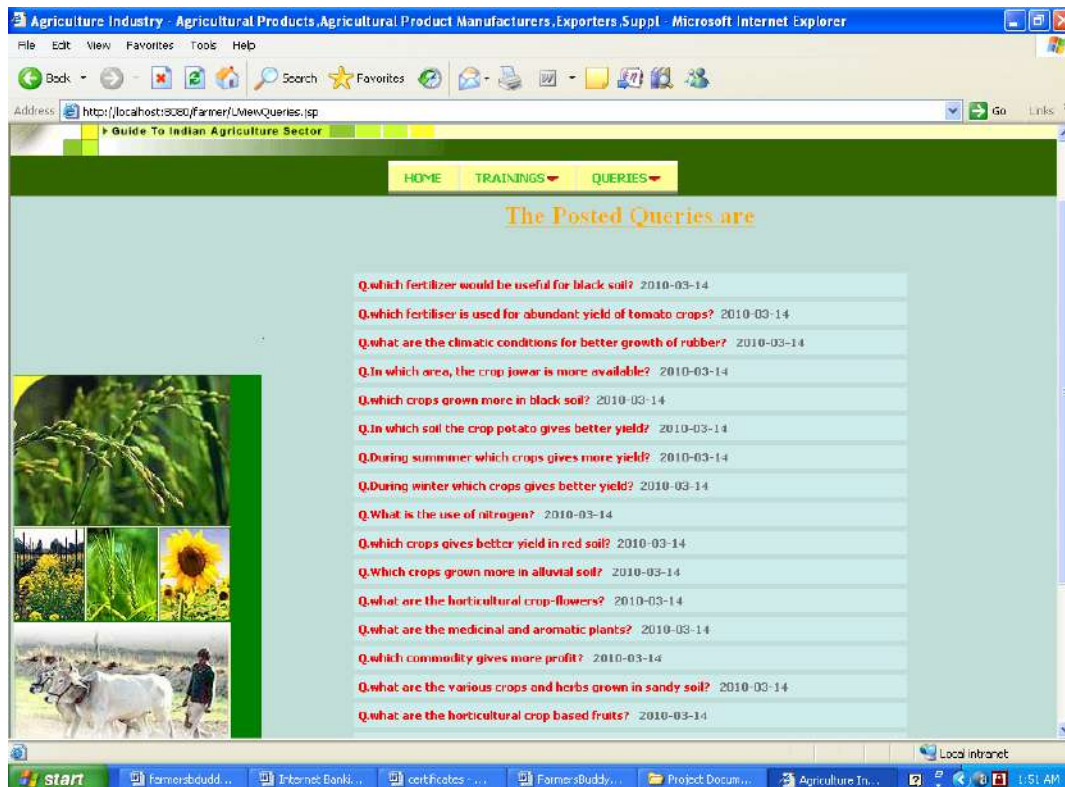 Agriculture Industry - Agricultural Products,Agricultural Product Manufacturers,Exporters,Suppl - Microsoft Internet Explorer
File Edit View Favorites Tools Help
Back Search Favorites
Address http://localhost:8080/farmer/LViewQueries.jsp Go Links
Guide To Indian Agriculture Sector
HOME TRAININGS QUERIES
The Posted Queries are
Q.which fertilizer would be useful for black soil? 2010-03-14
Q.which fertiliser is used for abundant yield of tomato crops? 2010-03-14
Q.what are the climatic conditions for better growth of rubber? 2010-03-14
Q.In which area, the crop jowar is more available? 2010-03-14
Q.which crops grown more in black soil? 2010-03-14
Q.In which soil the crop potato gives better yield? 2010-03-14
Q.During summmer which crops gives more yield? 2010-03-14
Q.During winter which crops gives better yield? 2010-03-14
Q.What is the use of nitrogen? 2010-03-14
Q.which crops gives better yield in red soil? 2010-03-14
Q.Which crops grown more in alluvial soil? 2010-03-14
Q.what are the horticultural crop-flowers? 2010-03-14
Q.what are the medicinal and aromatic plants? 2010-03-14
Q.which commodity gives more profit? 2010-03-14
Q.what are the various crops and herbs grown in sandy soil? 2010-03-14
Q.what are the horticultural crop based fruits? 2010-03-14
Local intranet
start farmersbdudd... Internet Banki... certificates - ... FarmersBuddy... Project Docum... Agriculture In... 1:51 AM